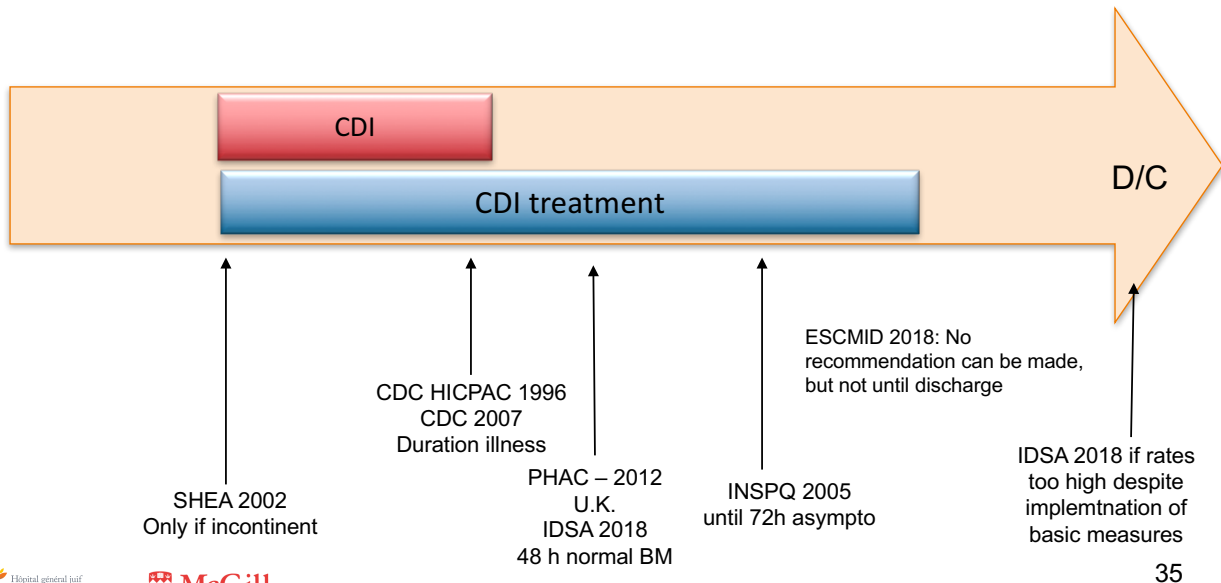 CDI
CDI treatment
D/C
SHEA 2002
Only if incontinent
CDC HICPAC 1996
CDC 2007
Duration illness
PHAC – 2012
U.K.
IDSA 2018
48 h normal BM
INSPQ 2005
until 72h asympto
ESCMID 2018: No
recommendation can be made,
but not until discharge
IDSA 2018 if rates
too high despite
implemtnation of
basic measures
Hôpital général juif
McGill
35